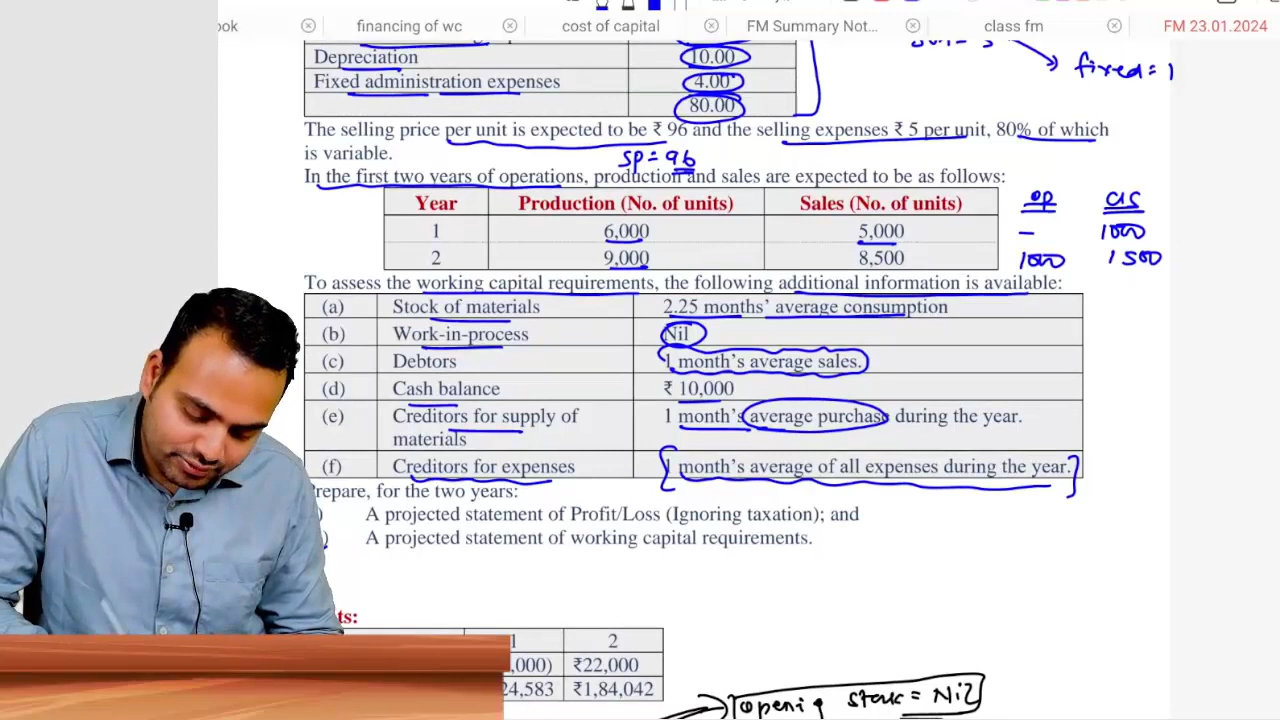 ook financing of wc cost of capital FM Summary Not... class fm FM 23.01.2024
Depreciation 10.00
fixed = 1
Fixed administration expenses 4.00
80.00
The selling price per unit is expected to be ₹ 96 and the selling expenses ₹ 5 per unit, 80% of which
is variable.
SP = 96
In the first two years of operations, production and sales are expected to be as follows:
Year Production (No. of units) Sales (No. of units) op cls
1 6,000 5,000 – 1000
2 9,000 8,500 1000 1500
To assess the working capital requirements, the following additional information is available:
(a) Stock of materials 2.25 months' average consumption
(b) Work-in-process Nil
(c) Debtors 1 month's average sales.
(d) Cash balance ₹ 10,000
(e) Creditors for supply of 1 month's average purchase during the year.
materials
(f) Creditors for expenses 1 month's average of all expenses during the year.
repare, for the two years:
) A projected statement of Profit/Loss (Ignoring taxation); and
) A projected statement of working capital requirements.
ts:
1 2
,000) ₹22,000
24,583 ₹1,84,042
opening stock = Nil